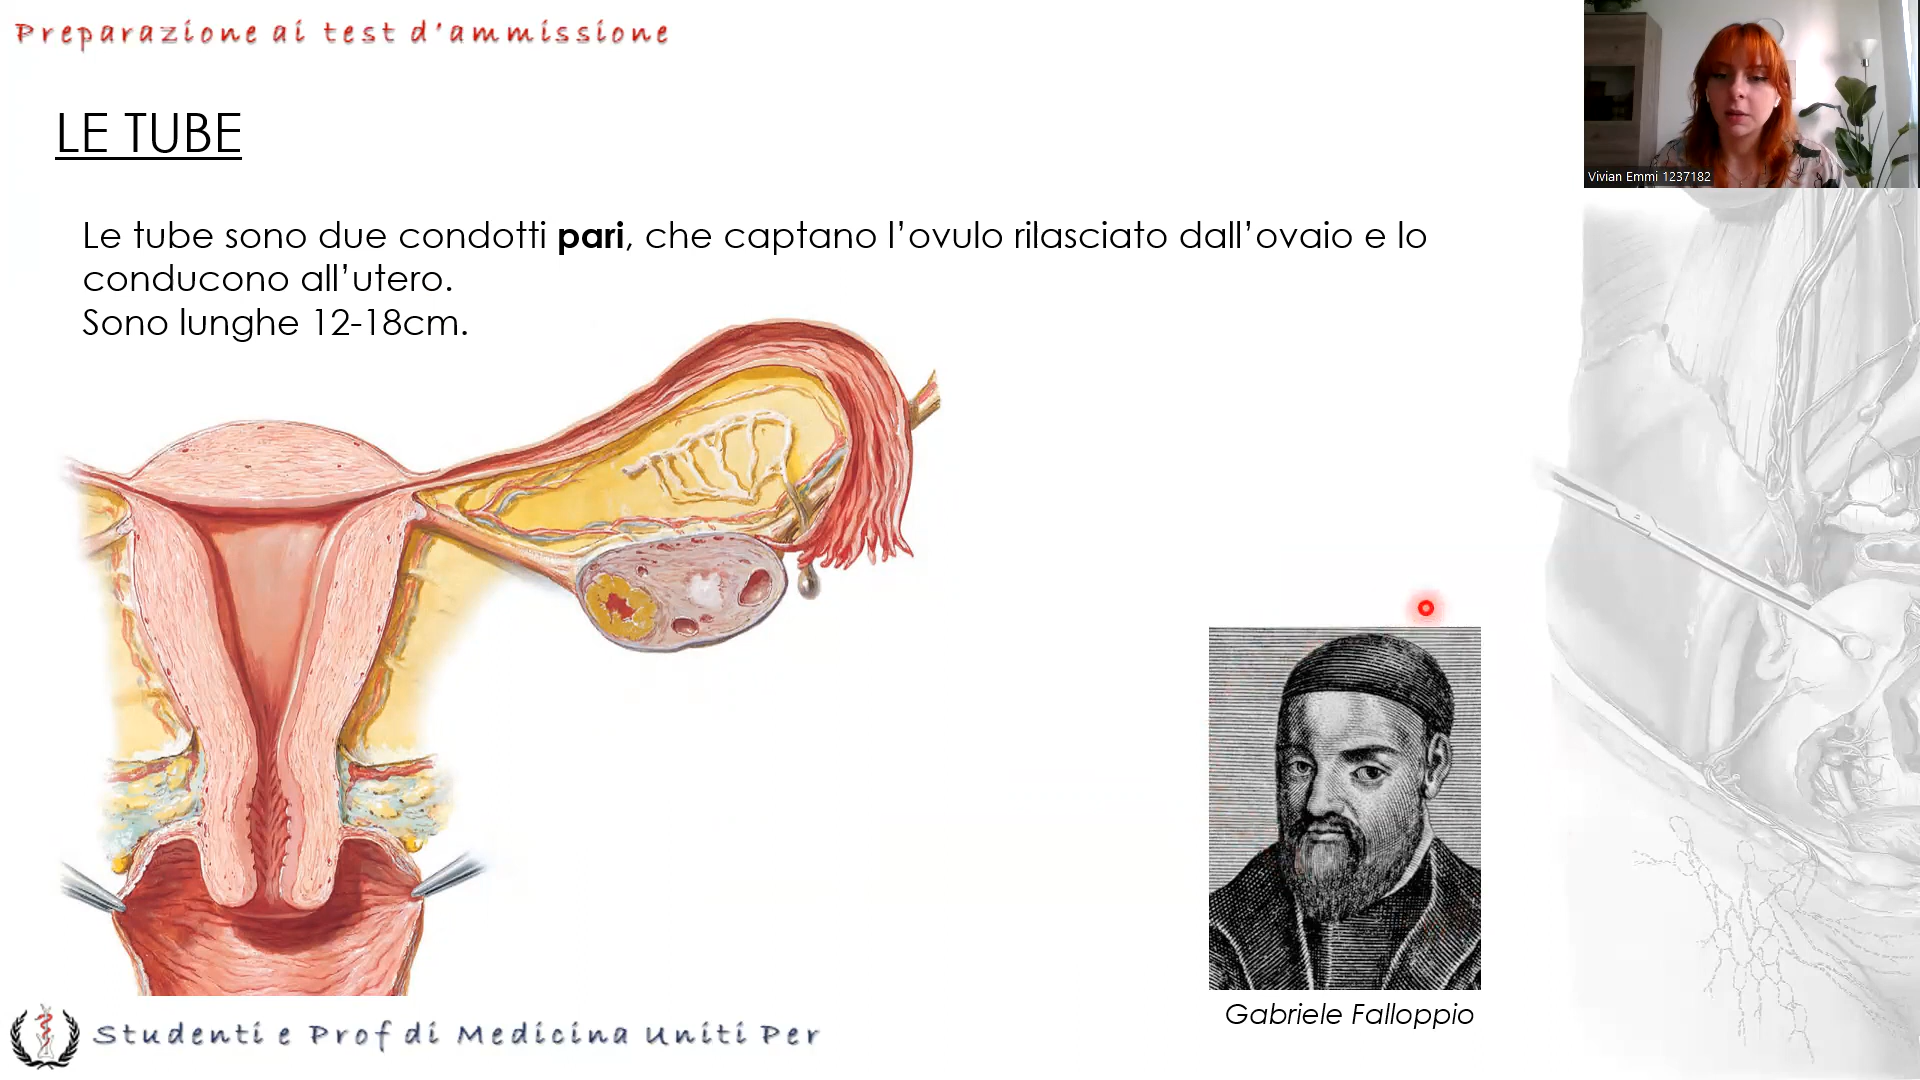 Preparazione ai test d'ammissione
Vivian Emmi 1237182
LE TUBE
Le tube sono due condotti pari, che captano l’ovulo rilasciato dall’ovaio e lo
conducono all’utero.
Sono lunghe 12-18cm.
Gabriele Falloppio
Studenti e Prof di Medicina Uniti Per